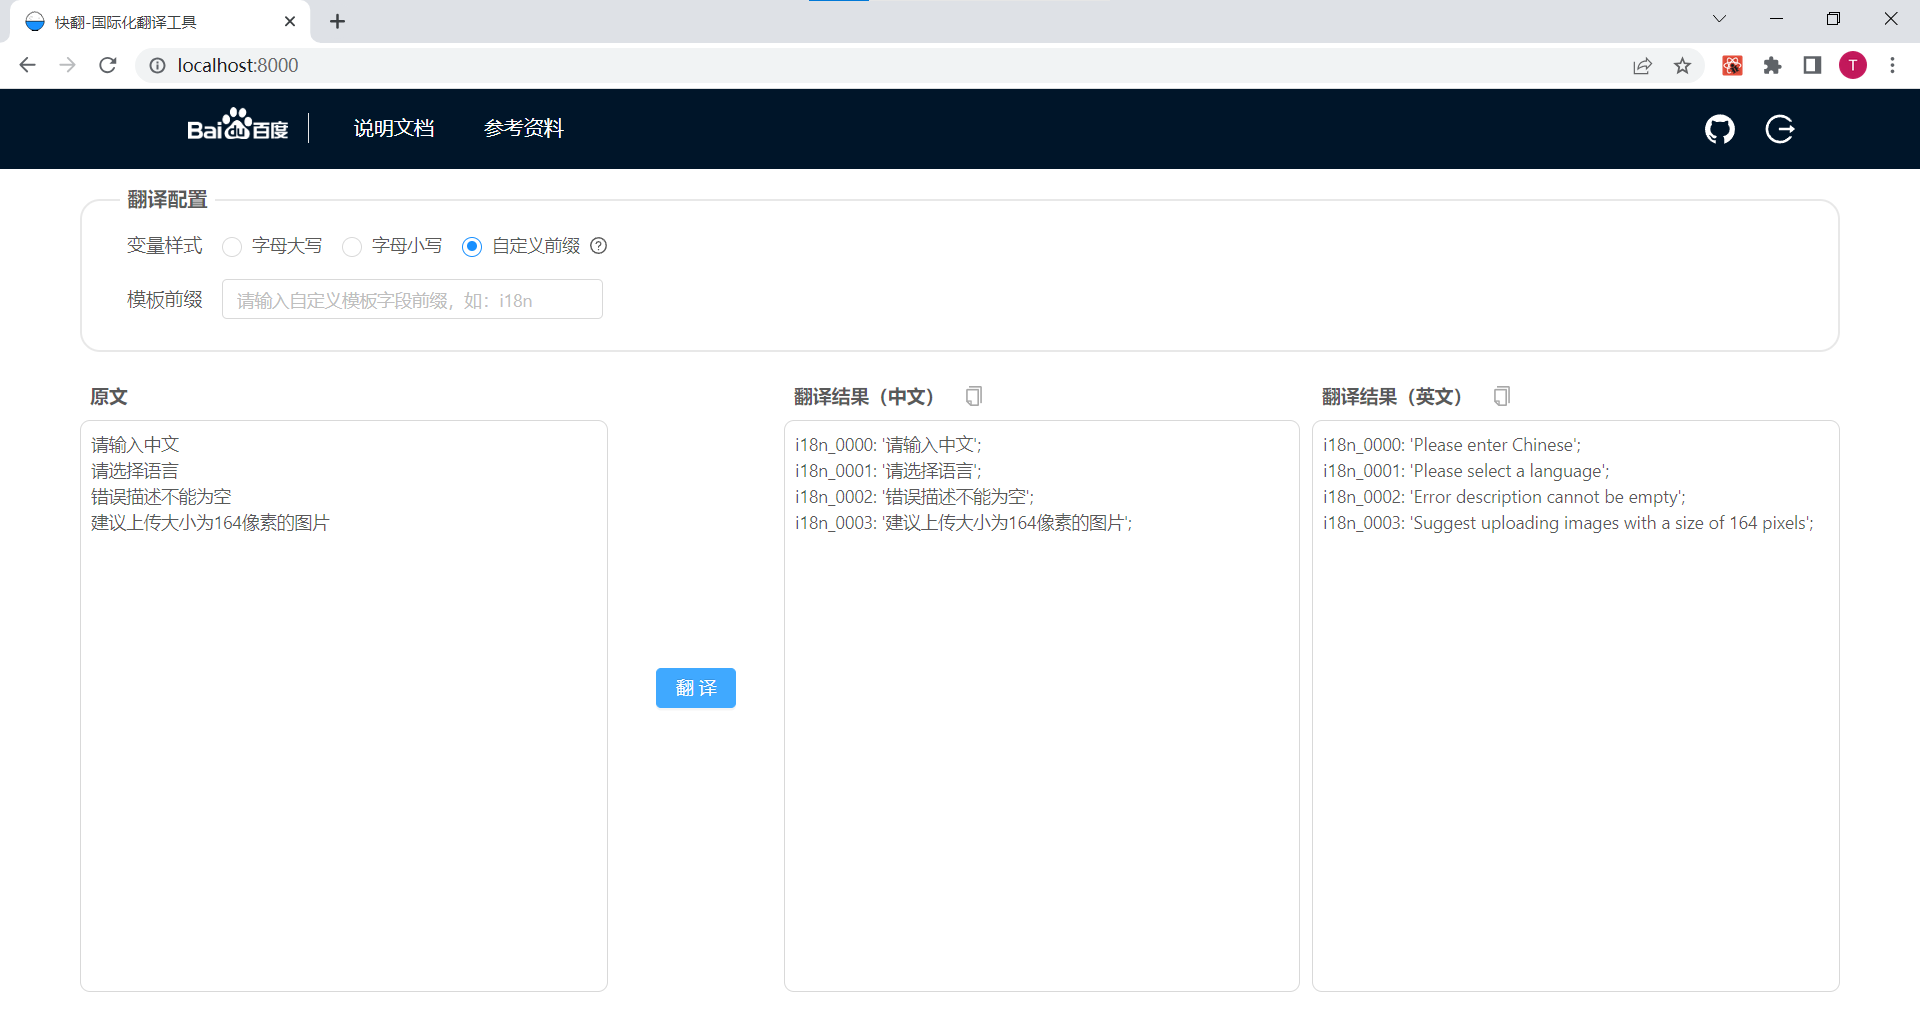 快翻-国际化翻译工具
localhost:8000
T
Baidu百度
说明文档
参考资料
翻译配置
变量样式
字母大写
字母小写
自定义前缀
模板前缀
请输入自定义模板字段前缀，如：i18n
原文
请输入中文
请选择语言
错误描述不能为空
建议上传大小为164像素的图片
翻 译
翻译结果（中文）
i18n_0000: '请输入中文';
i18n_0001: '请选择语言';
i18n_0002: '错误描述不能为空';
i18n_0003: '建议上传大小为164像素的图片';
翻译结果（英文）
i18n_0000: 'Please enter Chinese';
i18n_0001: 'Please select a language';
i18n_0002: 'Error description cannot be empty';
i18n_0003: 'Suggest uploading images with a size of 164 pixels';